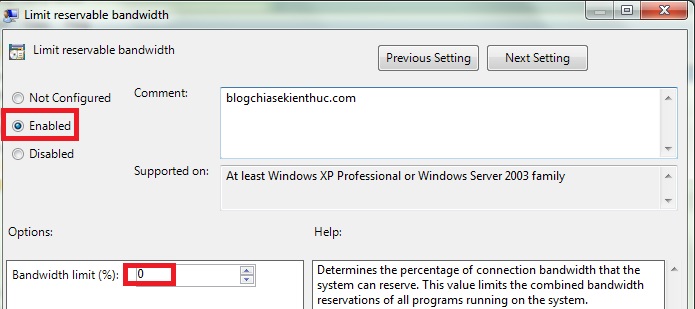 Limit reservable bandwidth
Limit reservable bandwidth
Previous Setting
Next Setting
Not Configured
Enabled
Disabled
Comment:
blogchiasekienthuc.com
Supported on:
At least Windows XP Professional or Windows Server 2003 family
Options:
Help:
Bandwidth limit (%):
0
Determines the percentage of connection bandwidth that the
system can reserve. This value limits the combined bandwidth
reservations of all programs running on the system.